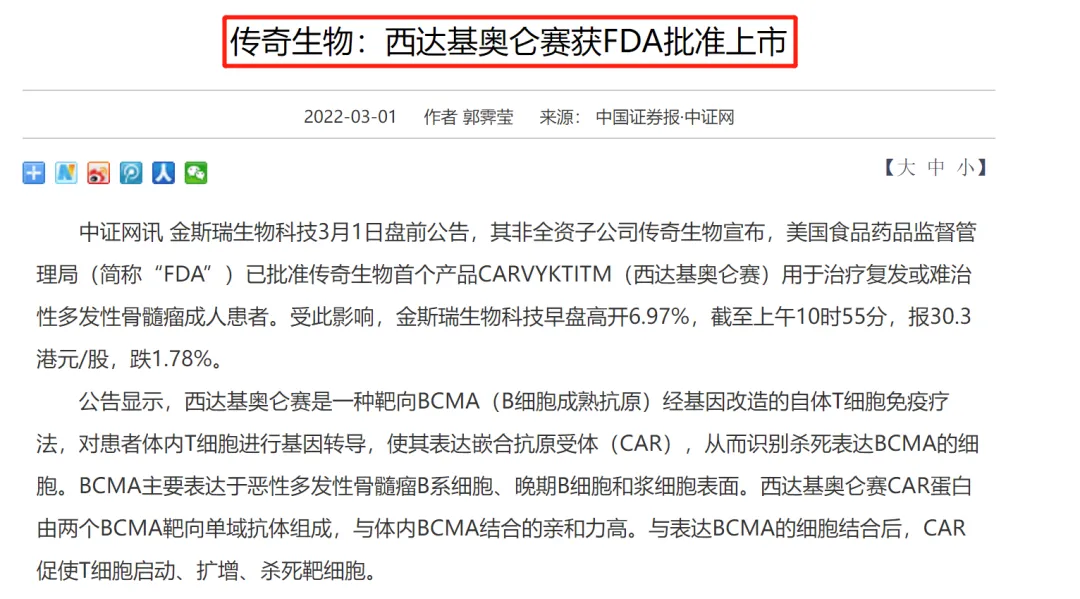 传奇生物：西达基奥仑赛获FDA批准上市
2022-03-01 作者 郭霁莹 来源： 中国证券报·中证网
【大 中 小】
中证网讯 金斯瑞生物科技3月1日盘前公告，其非全资子公司传奇生物宣布，美国食品药品监督管
理局（简称“FDA”）已批准传奇生物首个产品CARVYKTITM（西达基奥仑赛）用于治疗复发或难治
性多发性骨髓瘤成人患者。受此影响，金斯瑞生物科技早盘高开6.97%，截至上午10时55分，报30.3
港元/股，跌1.78%。
公告显示，西达基奥仑赛是一种靶向BCMA（B细胞成熟抗原）经基因改造的自体T细胞免疫疗
法，对患者体内T细胞进行基因转导，使其表达嵌合抗原受体（CAR），从而识别杀死表达BCMA的细
胞。BCMA主要表达于恶性多发性骨髓瘤B系细胞、晚期B细胞和浆细胞表面。西达基奥仑赛CAR蛋白
由两个BCMA靶向单域抗体组成，与体内BCMA结合的亲和力高。与表达BCMA的细胞结合后，CAR
促使T细胞启动、扩增、杀死靶细胞。